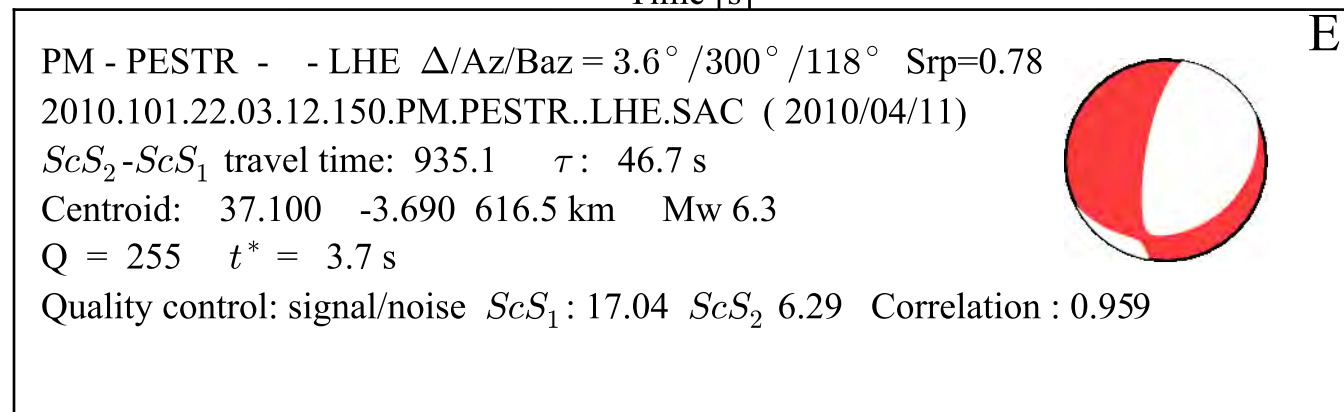 E
PM - PESTR - - LHE Δ/Az/Baz = 3.6° /300° /118° Srp=0.78
2010.101.22.03.12.150.PM.PESTR..LHE.SAC ( 2010/04/11)
ScS₂-ScS₁ travel time: 935.1 τ : 46.7 s
Centroid: 37.100 -3.690 616.5 km Mw 6.3
Q = 255 t* = 3.7 s
Quality control: signal/noise ScS₁ : 17.04 ScS₂ 6.29 Correlation : 0.959